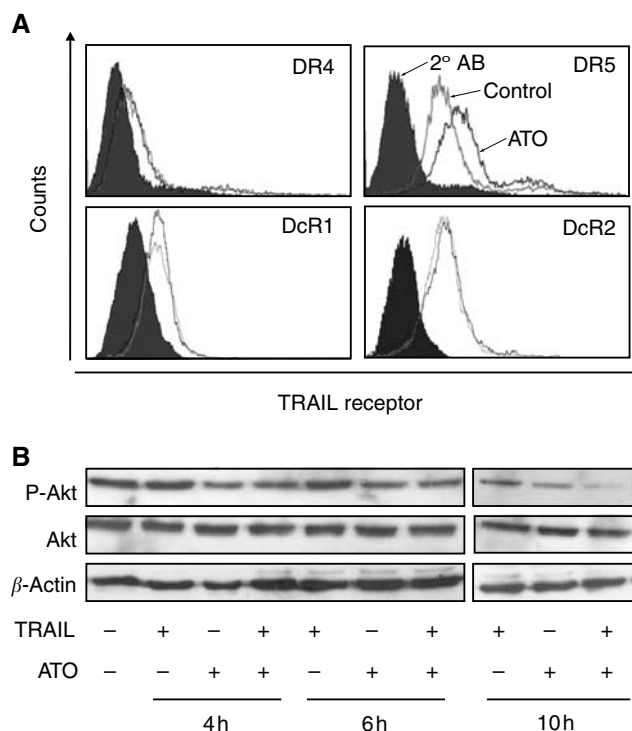 A
DR4
2° AB
DR5
Control
ATO
Counts
DcR1
DcR2
TRAIL receptor
B
P-Akt
Akt
β-Actin
TRAIL – + – + + – + + – +
ATO – – + + – + + – + +
4 h 6 h 10 h